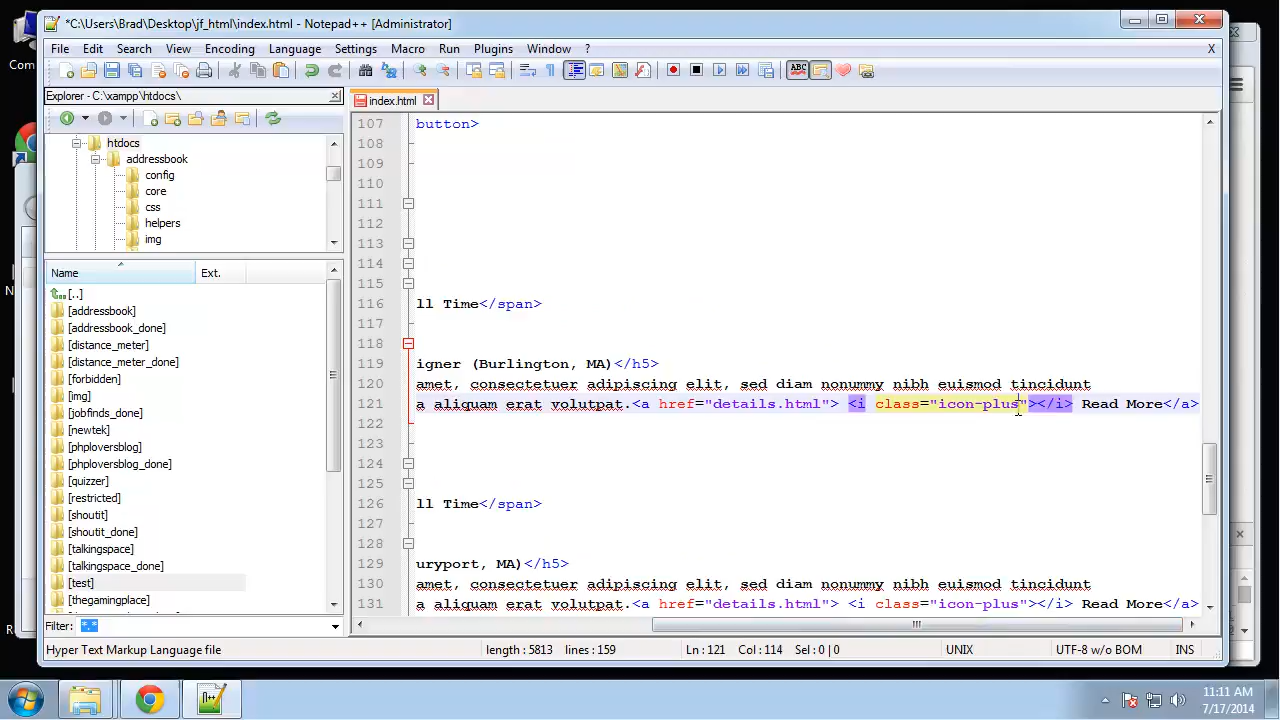 *C:\Users\Brad\Desktop\jf_html\index.html - Notepad++ [Administrator]
Com
File Edit Search View Encoding Language Settings Macro Run Plugins Window ? X
Explorer - C:\xampp\htdocs\
index.html
htdocs
addressbook
config
core
css
helpers
img
Name Ext.
[..]
[addressbook]
[addressbook_done]
[distance_meter]
[distance_meter_done]
[forbidden]
[img]
[jobfinds_done]
[newtek]
[phploversblog]
[phploversblog_done]
[quizzer]
[restricted]
[shoutit]
[shoutit_done]
[talkingspace]
[talkingspace_done]
[test]
[thegamingplace]
Filter: *.*
107 button>
108
109
110
111
112
113
114
115
116 ll Time</span>
117
118
119 igner (Burlington, MA)</h5>
120 amet, consectetuer adipiscing elit, sed diam nonummy nibh euismod tincidunt
121 a aliquam erat volutpat.<a href="details.html"> <i class="icon-plus"></i> Read More</a>
122
123
124
125
126 ll Time</span>
127
128
129 uryport, MA)</h5>
130 amet, consectetuer adipiscing elit, sed diam nonummy nibh euismod tincidunt
131 a aliquam erat volutpat.<a href="details.html"> <i class="icon-plus"></i> Read More</a>
Hyper Text Markup Language file length : 5813 lines : 159 Ln : 121 Col : 114 Sel : 0 | 0 UNIX UTF-8 w/o BOM INS
11:11 AM
7/17/2014